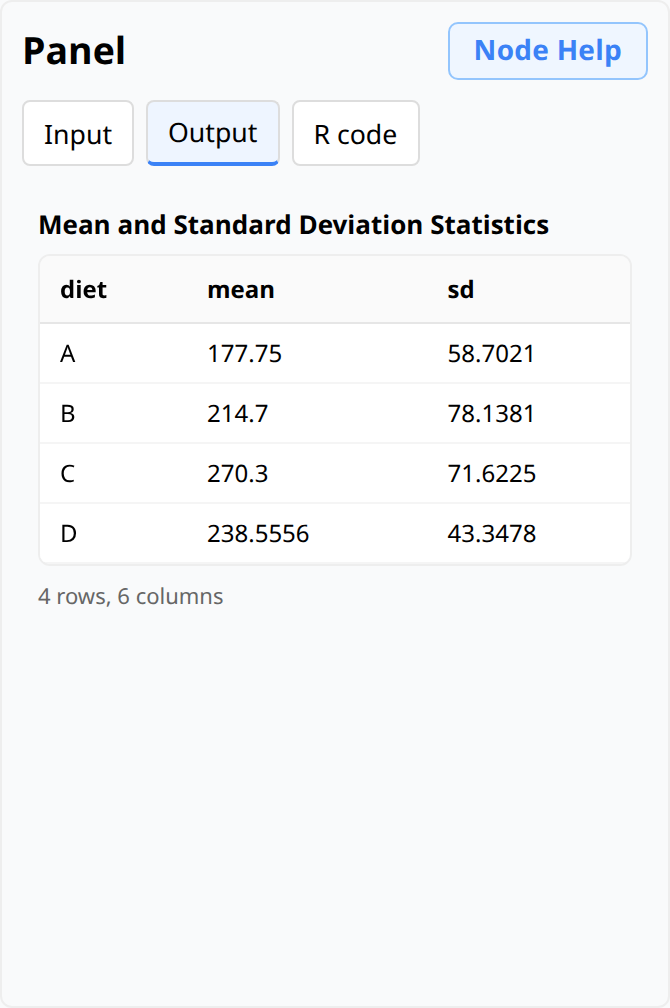 Panel Node Help
Input Output R code
Mean and Standard Deviation Statistics
diet mean sd
A 177.75 58.7021
B 214.7 78.1381
C 270.3 71.6225
D 238.5556 43.3478
4 rows, 6 columns